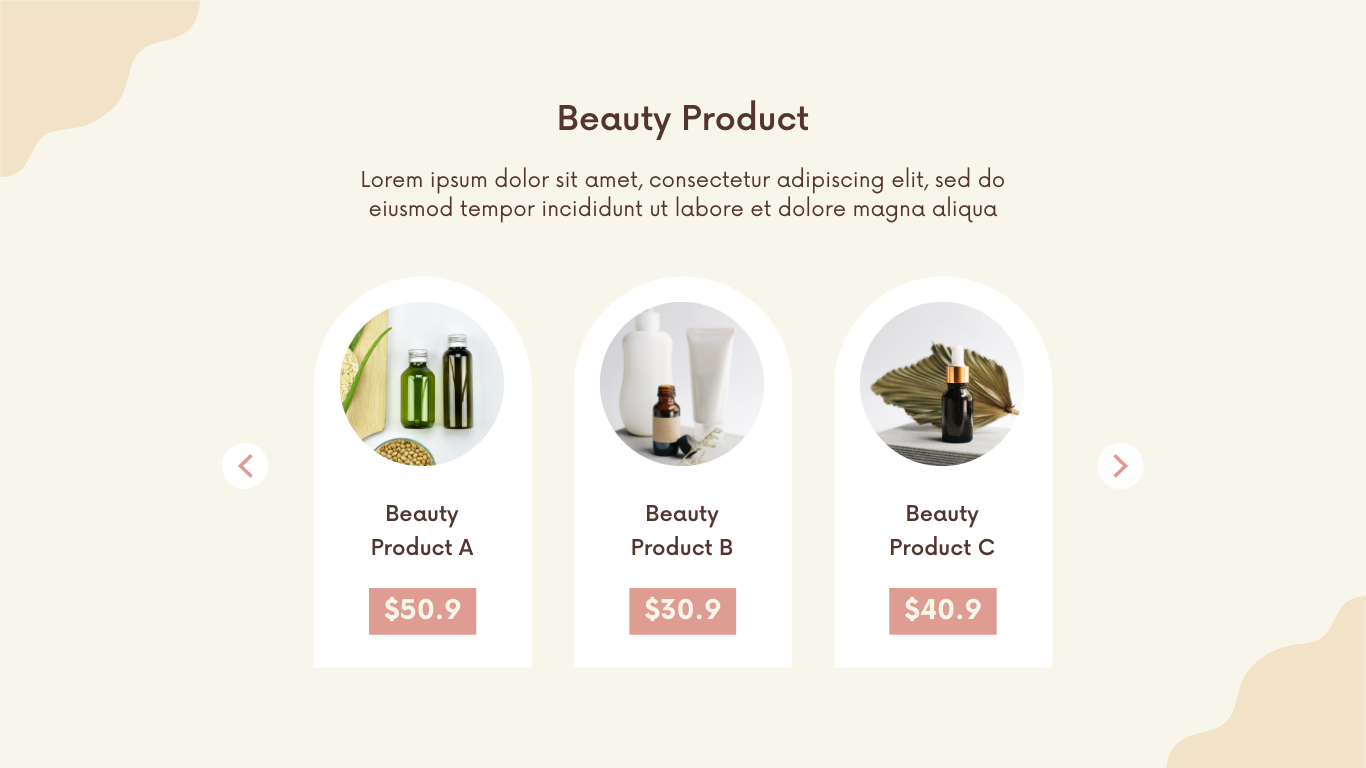 Beauty Product
Lorem ipsum dolor sit amet, consectetur adipiscing elit, sed do
eiusmod tempor incididunt ut labore et dolore magna aliqua
Beauty
Product A
$50.9
Beauty
Product B
$30.9
Beauty
Product C
$40.9